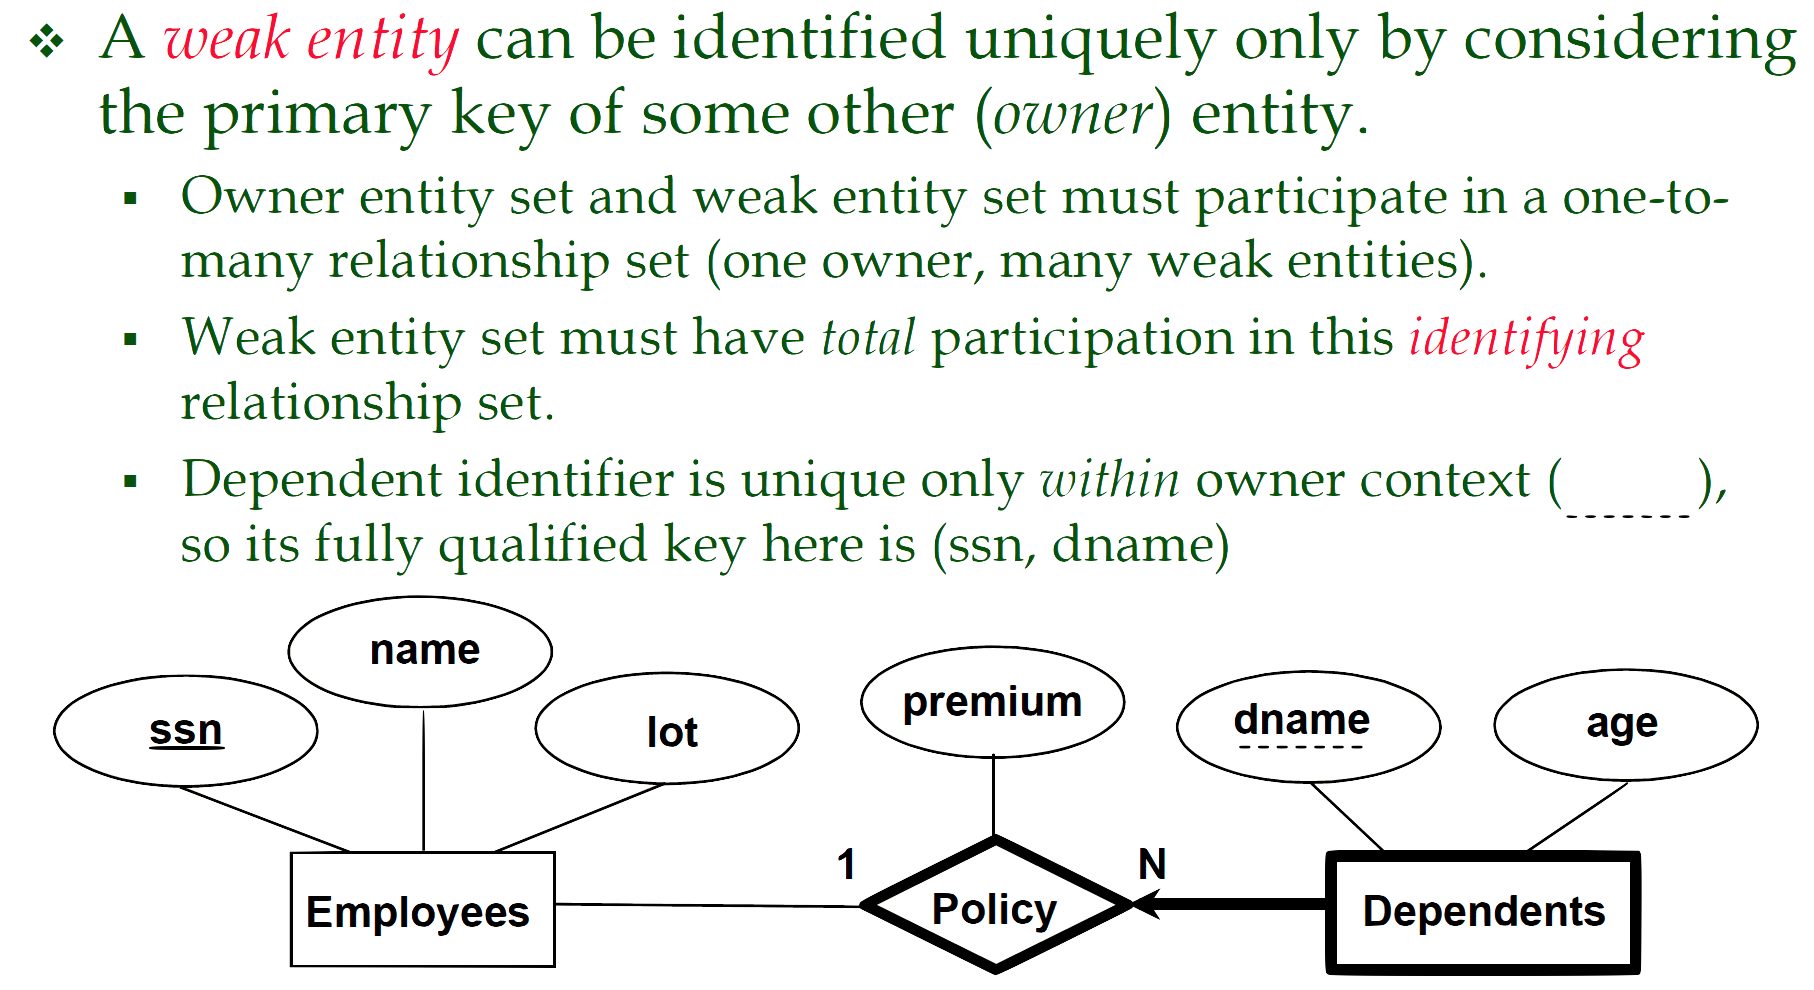 ❖ A weak entity can be identified uniquely only by considering
the primary key of some other (owner) entity.
▪ Owner entity set and weak entity set must participate in a one-to-
many relationship set (one owner, many weak entities).
▪ Weak entity set must have total participation in this identifying
relationship set.
▪ Dependent identifier is unique only within owner context (_______),
so its fully qualified key here is (ssn, dname)
name
ssn
lot
premium
dname
age
1
N
Employees
Policy
Dependents